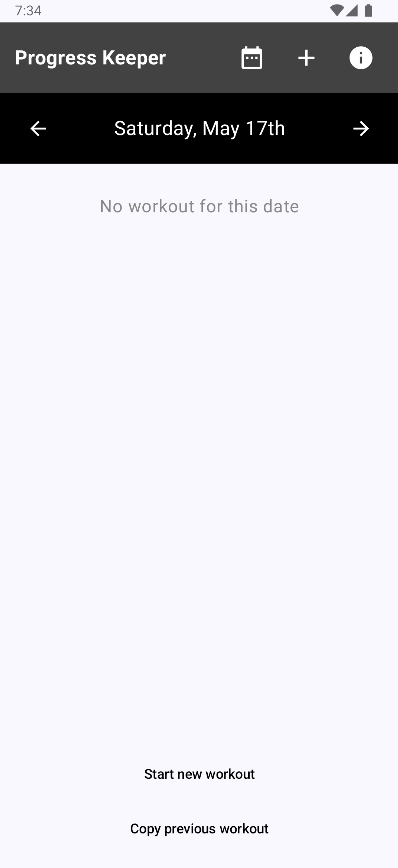 7:34
Progress Keeper
Saturday, May 17th
No workout for this date
Start new workout
Copy previous workout